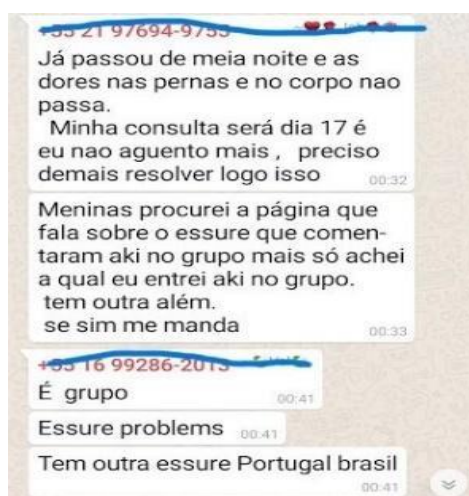 Já passou de meia noite e as
dores nas pernas e no corpo nao
passa.
Minha consulta será dia 17 é
eu nao aguento mais , preciso
demais resolver logo isso
00:32
Meninas procurei a página que
fala sobre o essure que comen-
taram aki no grupo mais só achei
a qual eu entrei aki no grupo.
tem outra além.
se sim me manda
00:33
É grupo
00:41
Essure problems
00:41
Tem outra essure Portugal brasil
00:41